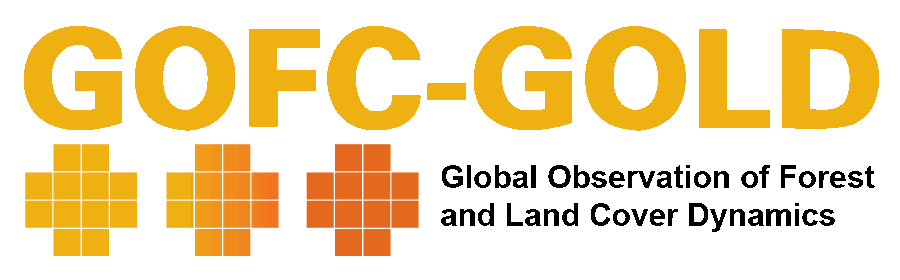 GOFC-GOLD
Global Observation of Forest
and Land Cover Dynamics